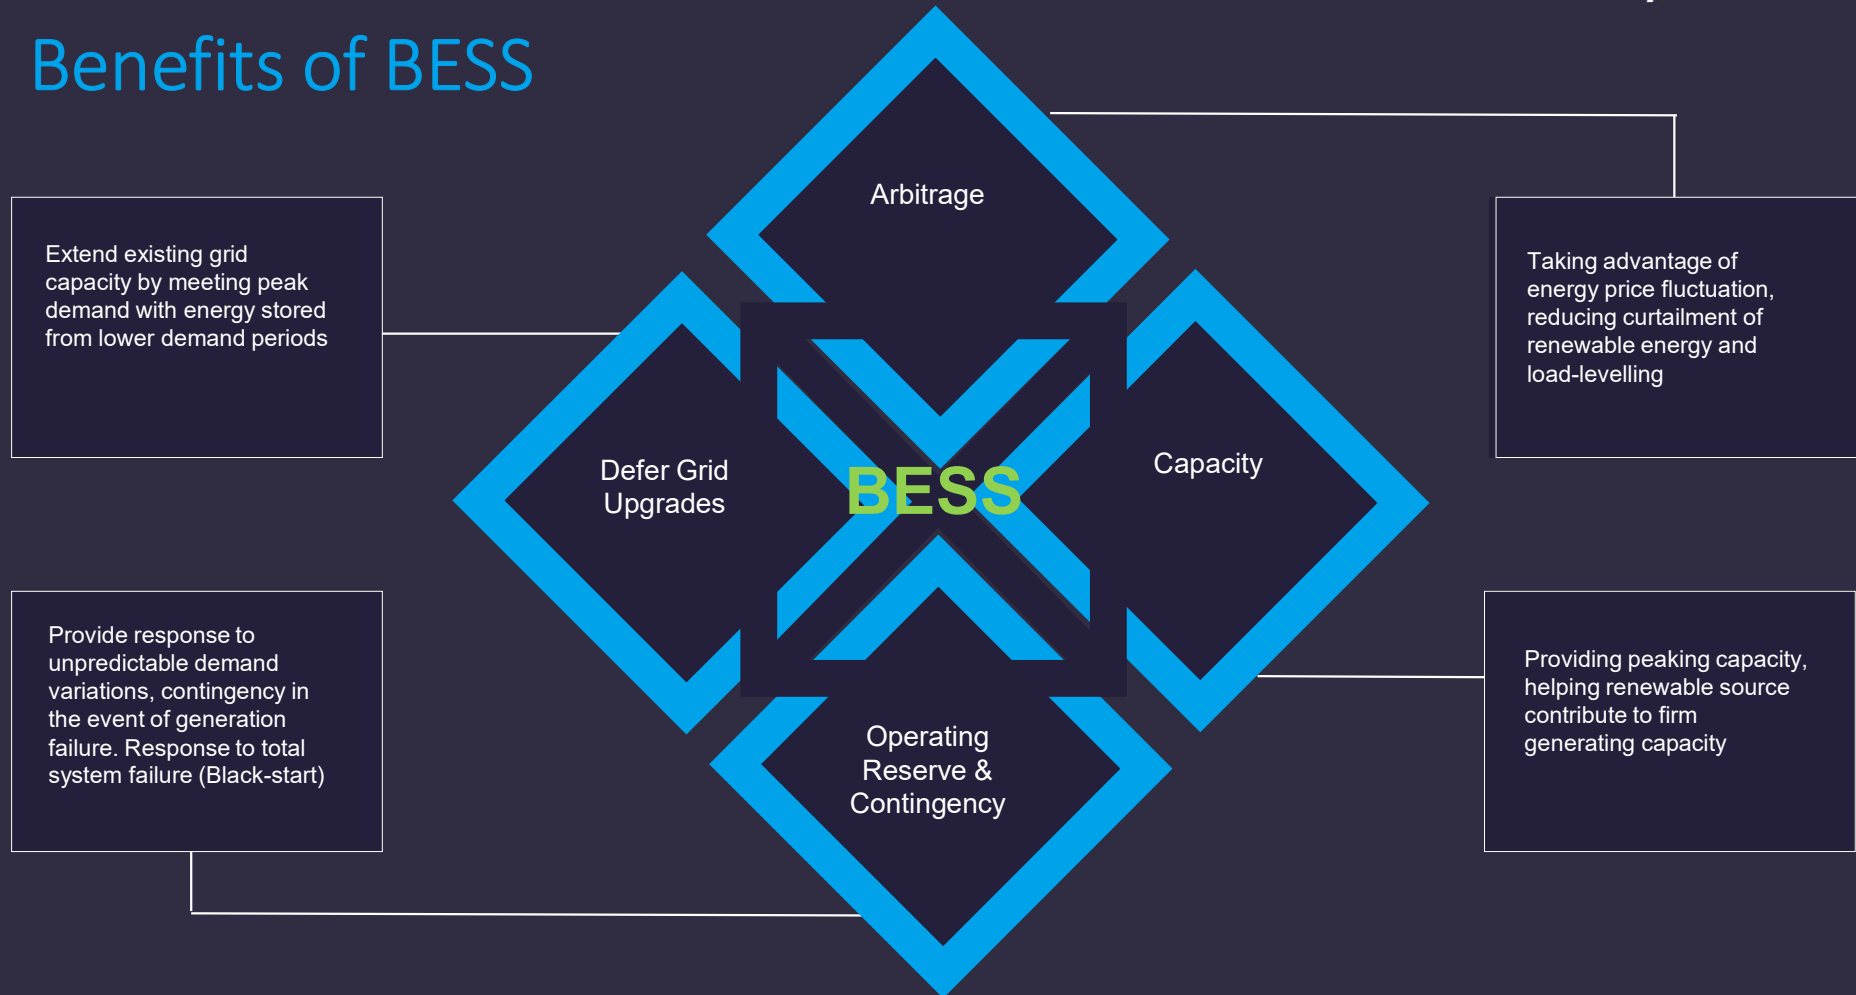 Benefits of BESS
Arbitrage
Extend existing grid
capacity by meeting peak
demand with energy stored
from lower demand periods
Taking advantage of
energy price fluctuation,
reducing curtailment of
renewable energy and
load-levelling
Defer Grid
Upgrades
BESS
Capacity
Provide response to
unpredictable demand
variations, contingency in
the event of generation
failure. Response to total
system failure (Black-start)
Operating
Reserve &
Contingency
Providing peaking capacity,
helping renewable source
contribute to firm
generating capacity